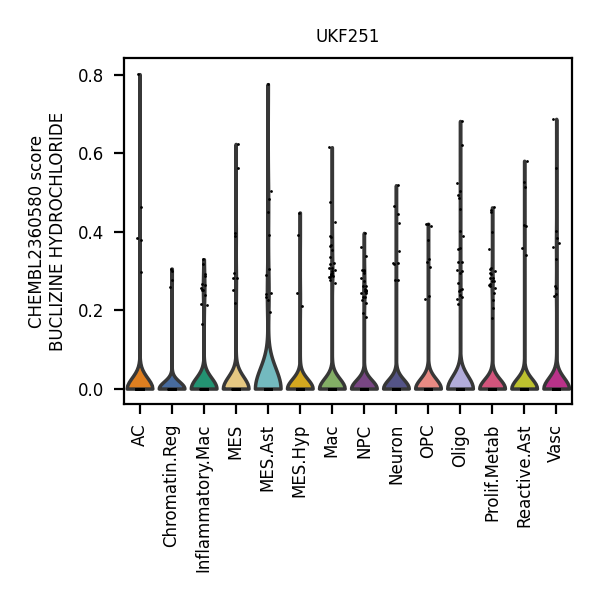 UKF251
CHEMBL2360580 score
BUCLIZINE HYDROCHLORIDE
0.8
0.6
0.4
0.2
0.0
AC
Chromatin.Reg
Inflammatory.Mac
MES
MES.Ast
MES.Hyp
Mac
NPC
Neuron
OPC
Oligo
Prolif.Metab
Reactive.Ast
Vasc